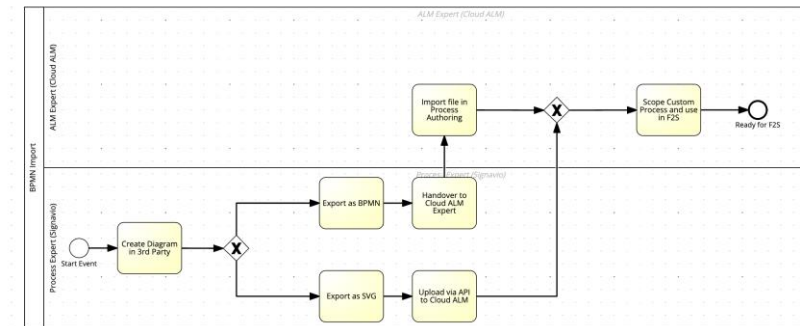 ALM Expert (Cloud ALM)
BPMN Import
ALM Expert (Cloud ALM)
Import file in
Process
Authoring
X
Scope Custom
Process and use
in F2S
Ready for F2S
Process Expert (Signavio)
Process Expert (Signavio)
Start Event
Create Diagram
in 3rd Party
X
Export as BPMN
Handover to
Cloud ALM
Expert
Export as SVG
Upload via API
to Cloud ALM